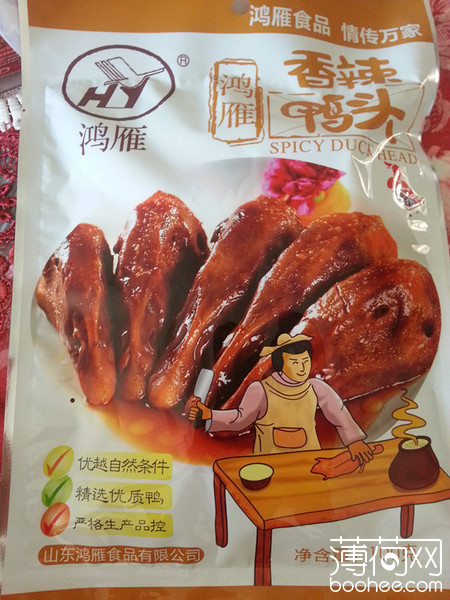 鸿雁食品 情传万家
HY
®
鸿雁
鸿雁
香辣
鸭头
SPICY DUCK HEAD
优越自然条件
精选优质鸭
严格生产品控
山东鸿雁食品有限公司
净含
薄荷网
boohee.com